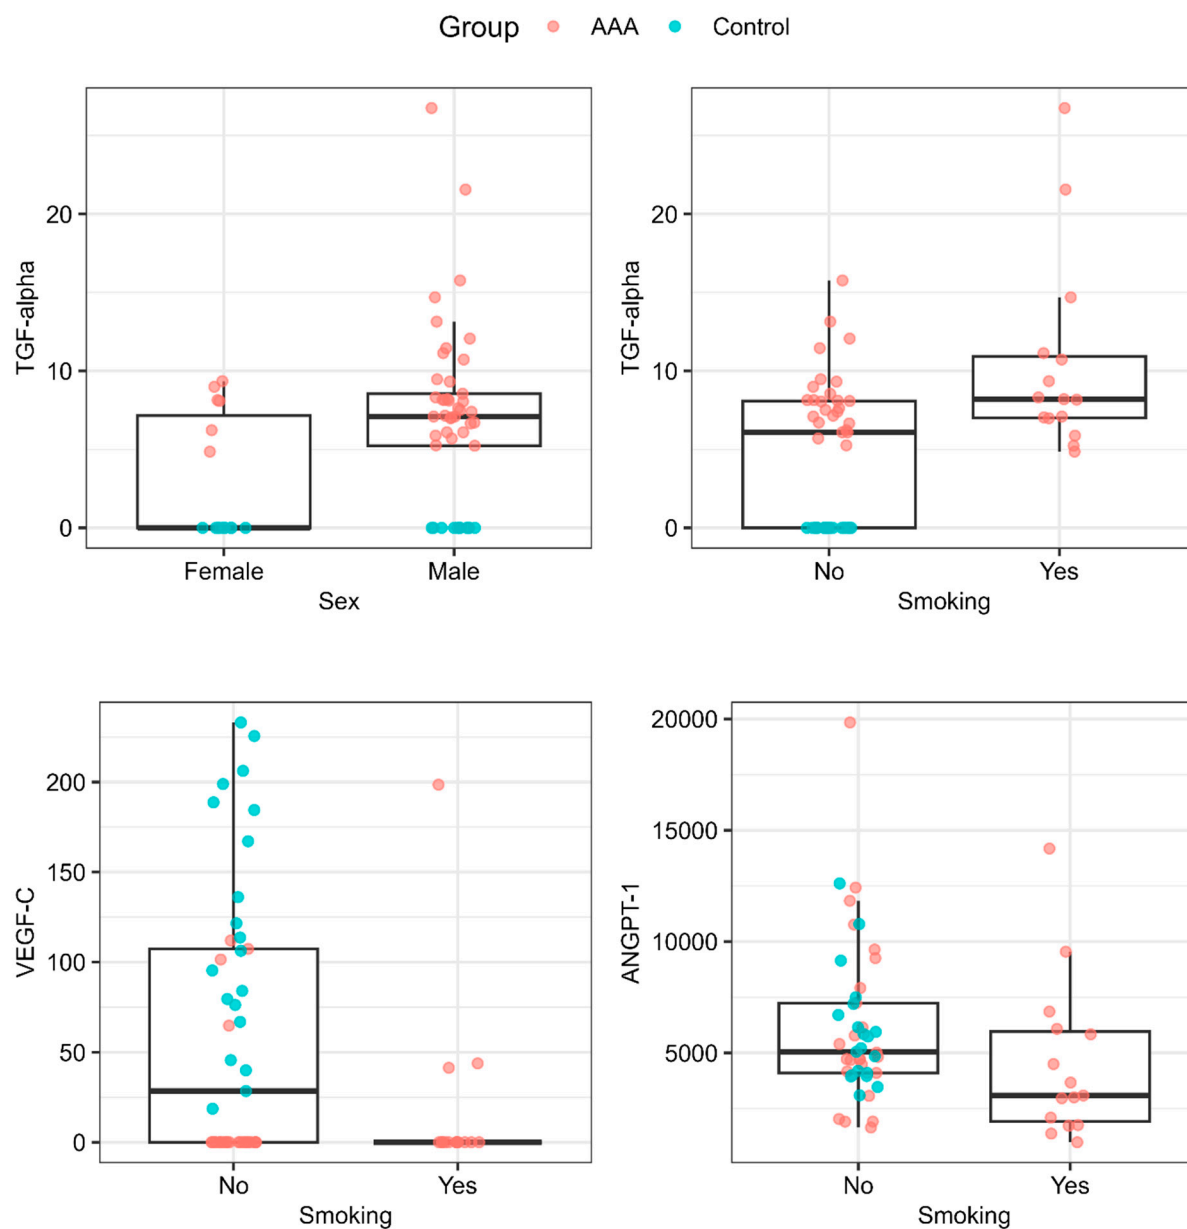 Group AAA Control
TGF-alpha
20
10
0
Female Male
Sex
TGF-alpha
20
10
0
No Yes
Smoking
VEGF-C
200
150
100
50
0
No Yes
Smoking
ANGPT-1
20000
15000
10000
5000
No Yes
Smoking